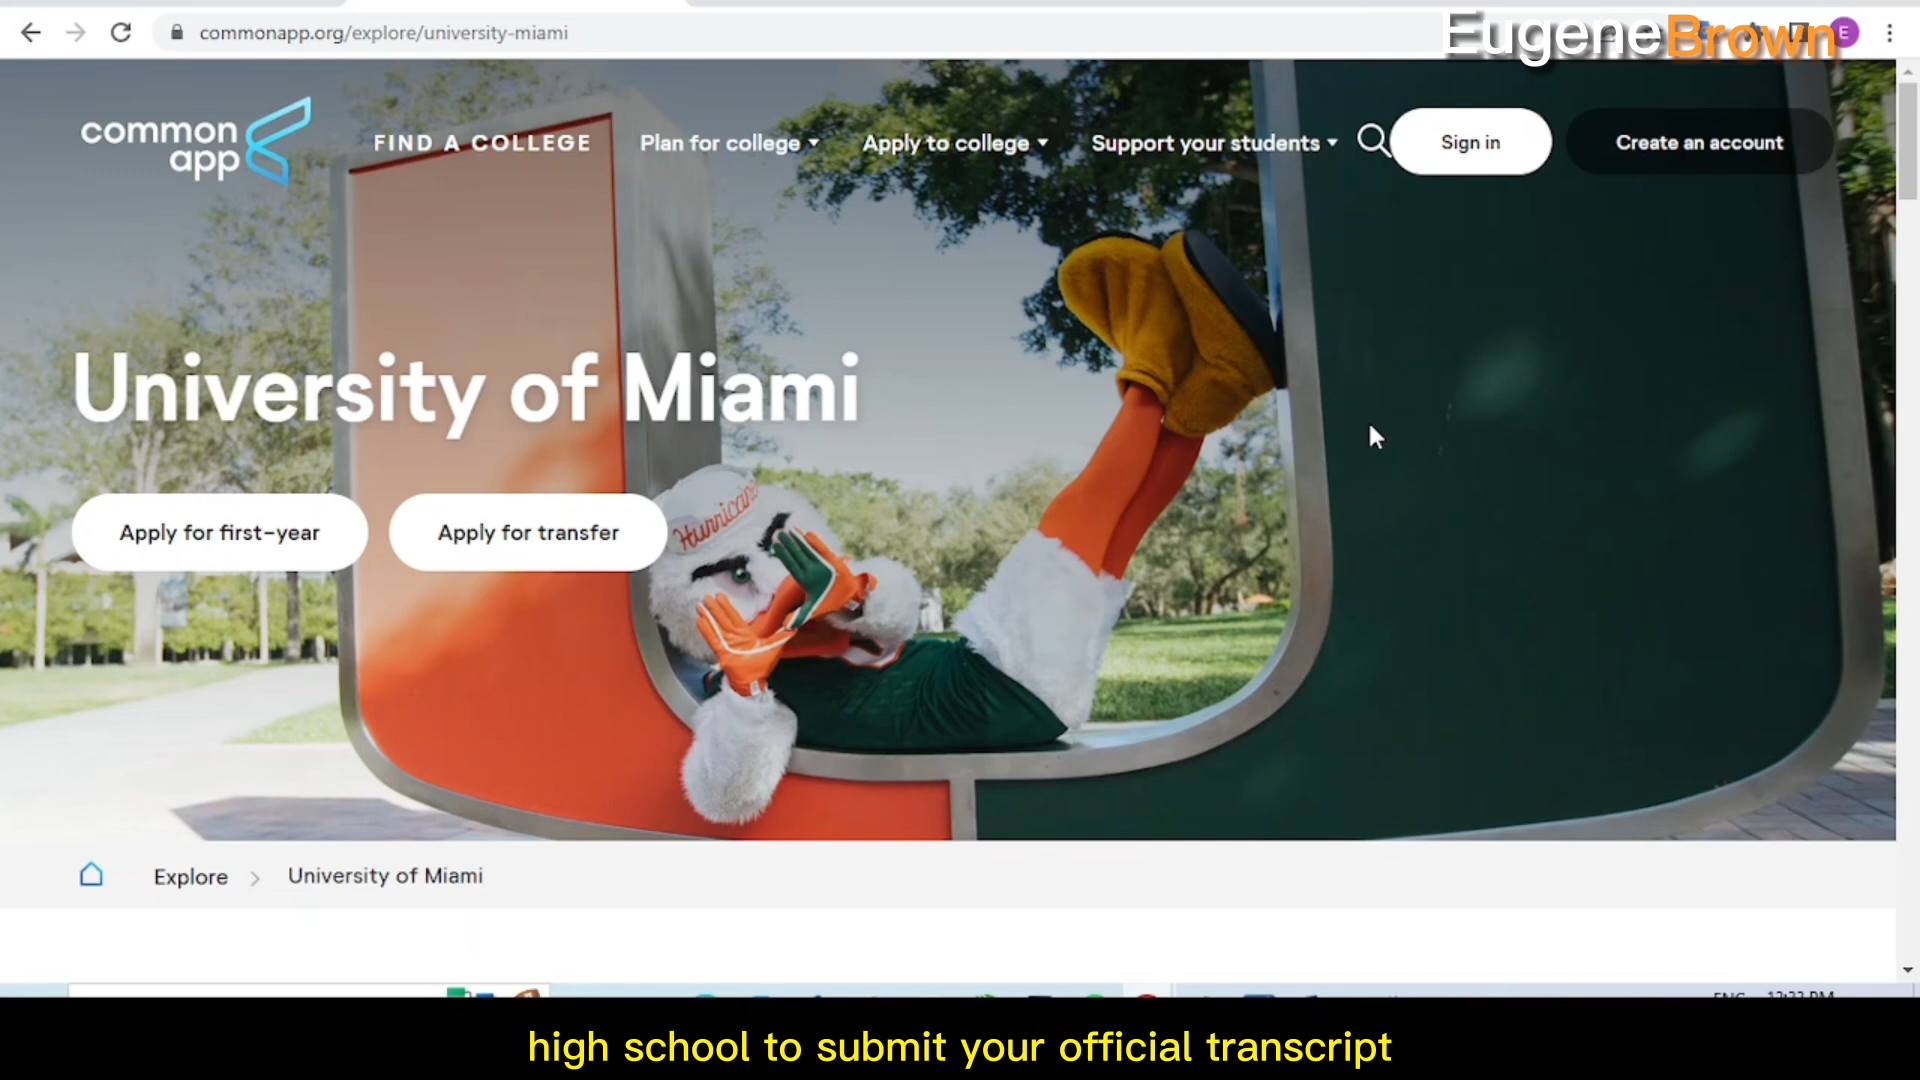 commonapp.org/explore/university-miami
EugeneBrown
E
common
app
FIND A COLLEGE
Plan for college
Apply to college
Support your students
Sign in
Create an account
University of Miami
Apply for first-year
Apply for transfer
Hurricane
Explore
University of Miami
high school to submit your official transcript